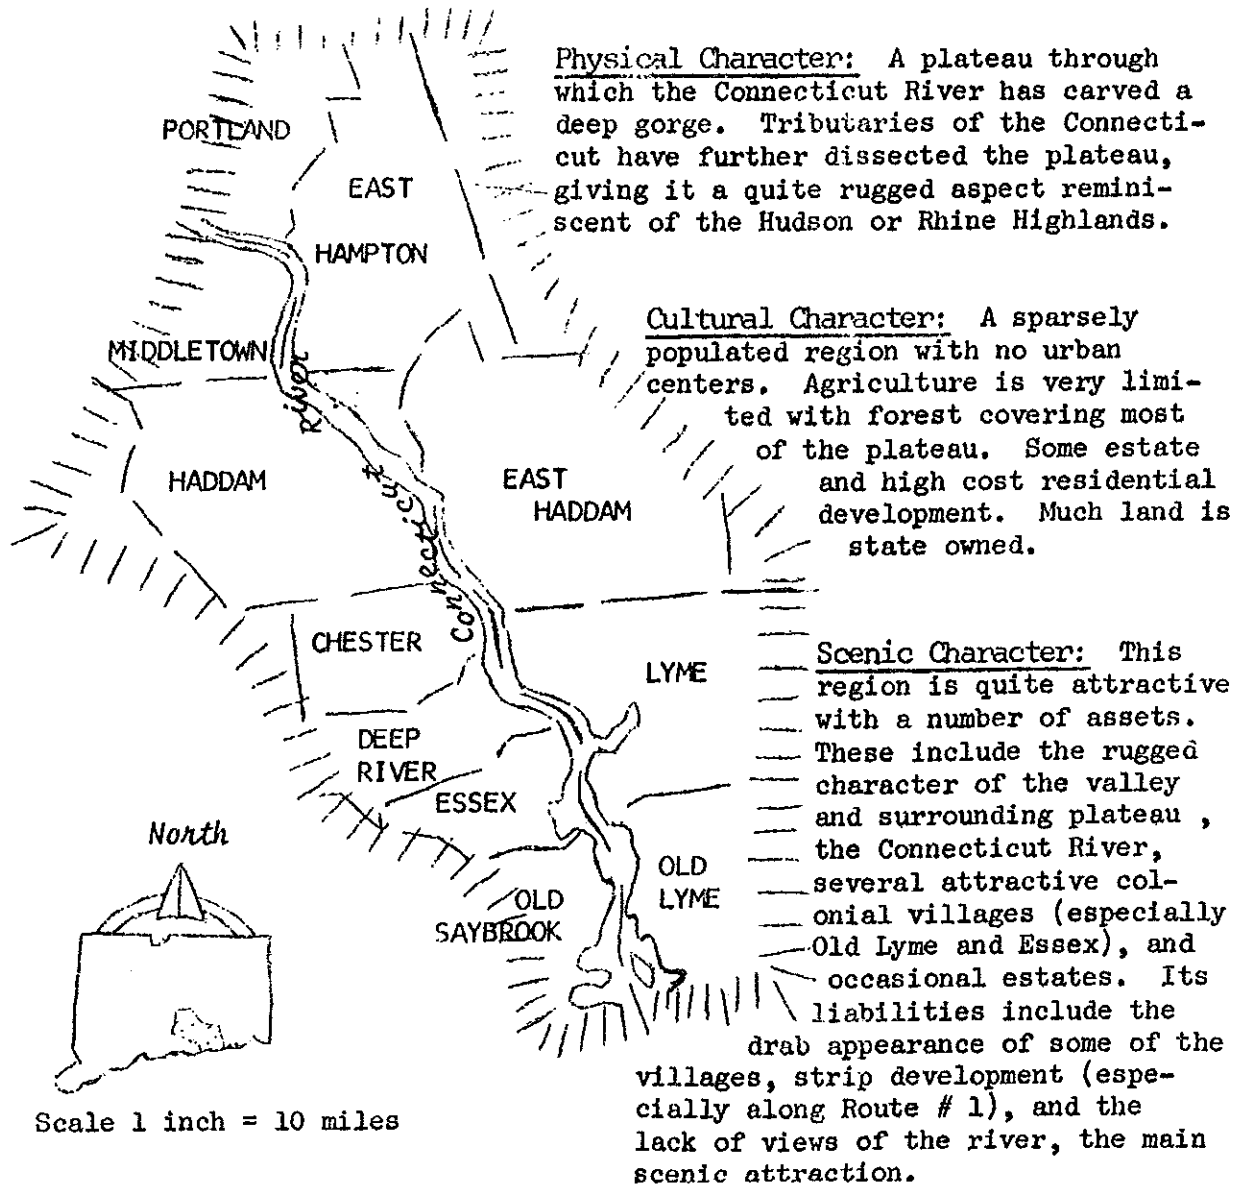 Physical Character: A plateau through
which the Connecticut River has carved a
deep gorge. Tributaries of the Connecti-
cut have further dissected the plateau,
giving it a quite rugged aspect remini-
scent of the Hudson or Rhine Highlands.
Cultural Character: A sparsely
populated region with no urban
centers. Agriculture is very limi-
ted with forest covering most
of the plateau. Some estate
and high cost residential
development. Much land is
state owned.
Scenic Character: This
region is quite attractive
with a number of assets.
These include the rugged
character of the valley
and surrounding plateau ,
the Connecticut River,
several attractive col-
onial villages (especially
Old Lyme and Essex), and
occasional estates. Its
liabilities include the
drab appearance of some of the
villages, strip development (espe-
cially along Route # 1), and the
lack of views of the river, the main
scenic attraction.
PORTLAND
EAST
HAMPTON
MIDDLETOWN
HADDAM
EAST
HADDAM
Connecticut River
CHESTER
LYME
DEEP
RIVER
ESSEX
OLD
LYME
OLD
SAYBROOK
North
Scale 1 inch = 10 miles